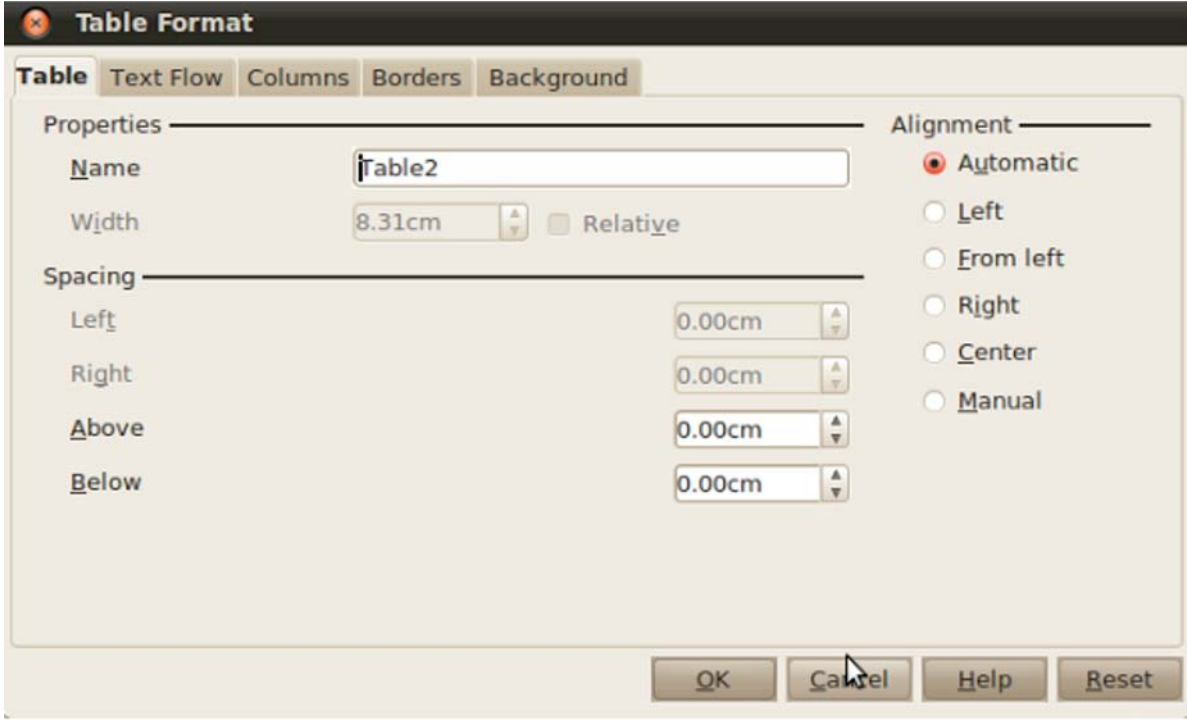 Table Format
Table Text Flow Columns Borders Background
Properties
Name Table2
Width 8.31cm Relative
Spacing
Left 0.00cm
Right 0.00cm
Above 0.00cm
Below 0.00cm
Alignment
Automatic
Left
From left
Right
Center
Manual
OK Cancel Help Reset